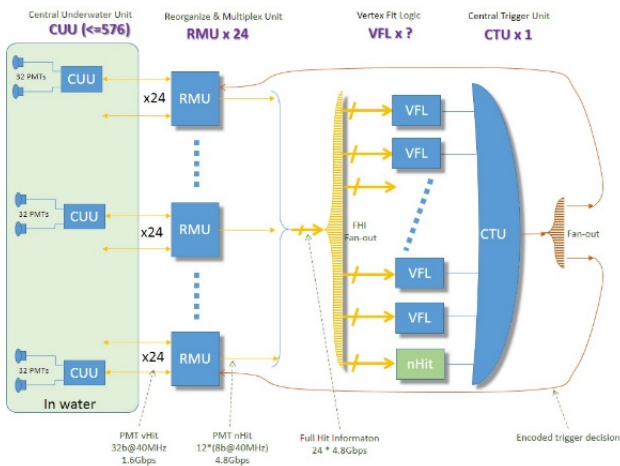 Central Underwater Unit
CUU (<=576)
Reorganize & Multiplex Unit
RMU x 24
Vertex Fit Logic
VFL x ?
Central Trigger Unit
CTU x 1
32 PMTs
CUU
x24
RMU
VFL
VFL
32 PMTs
CUU
x24
RMU
FHI
Fan-out
CTU
Fan-out
VFL
VFL
32 PMTs
CUU
x24
RMU
nHit
In water
PMT vHit
32b@40MHz
1.6Gbps
PMT nHit
12*(8b@40MHz)
4.8Gbps
Full Hit Informaton
24 * 4.8Gbps
Encoded trigger decision